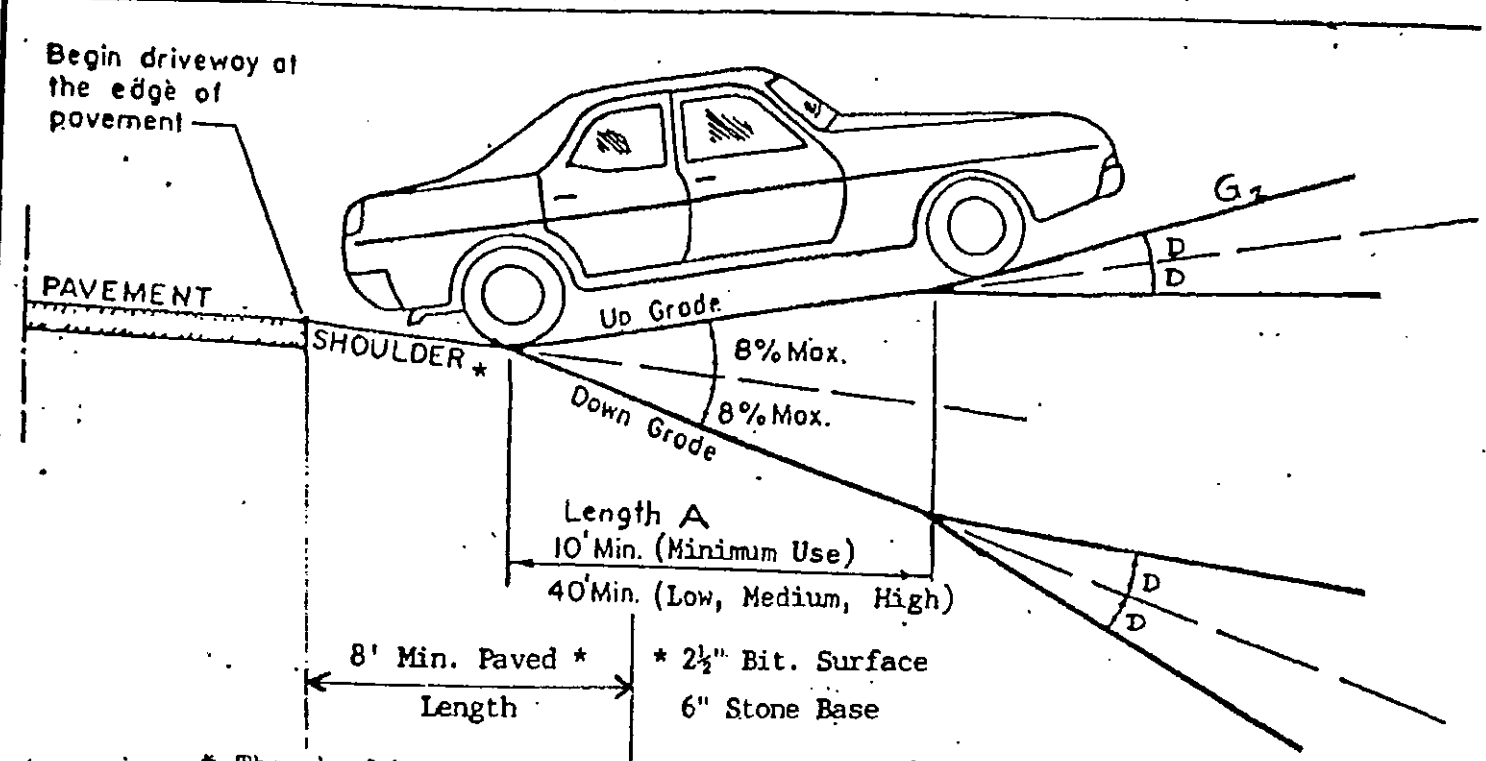 Begin driveway at
the edge of
pavement
G2
D
D
PAVEMENT
SHOULDER *
Up Grade
8% Max.
8% Max.
Down Grade
Length A
10' Min. (Minimum Use)
40' Min. (Low, Medium, High)
D
D
8' Min. Paved *
Length
* 2½" Bit. Surface
6" Stone Base